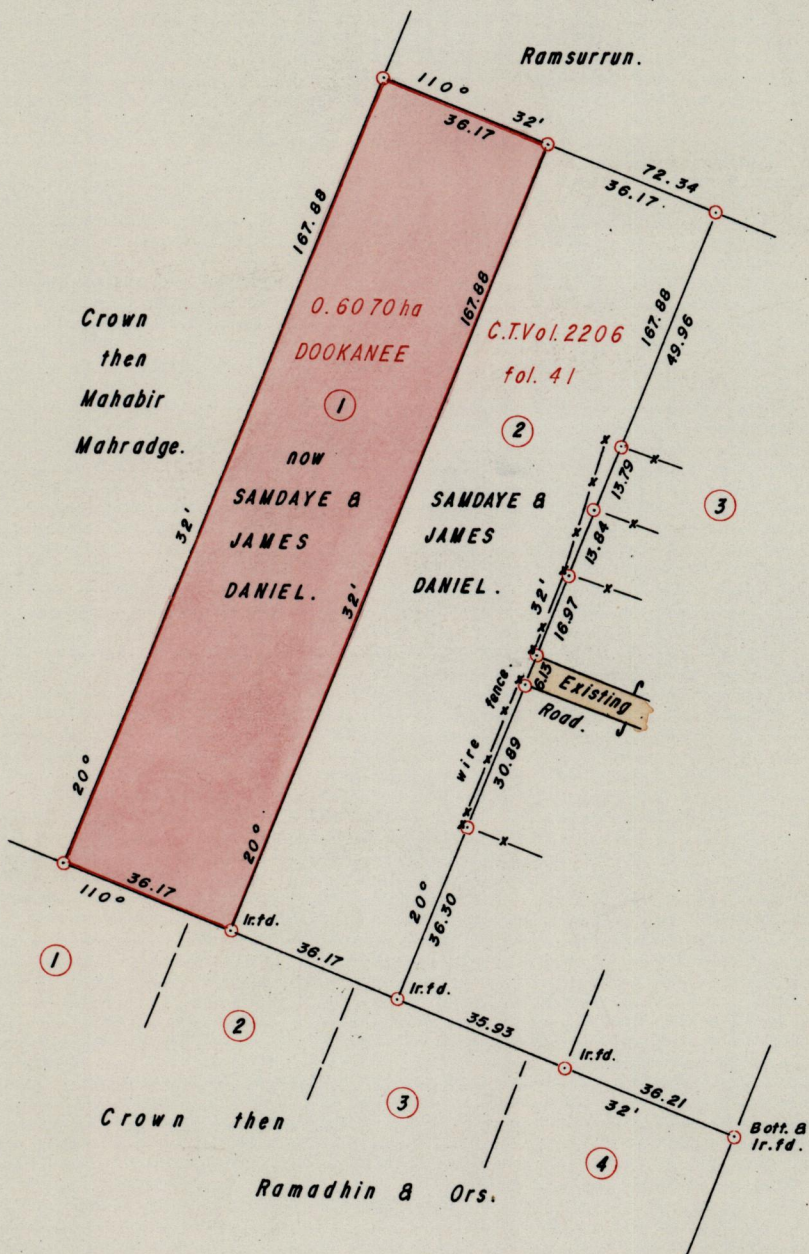 Ramsurrun.
110° 32'
36.17
72.34
36.17
167.88
167.88
167.88
49.96
Crown
then
Mahabir
Mahradge.
0.6070ha
DOOKANEE
1
now
SAMDAYE &
JAMES
DANIEL.
C.T.Vol.2206
fol. 41
2
SAMDAYE &
JAMES
DANIEL.
3
13.79
13.84
16.97
6.13
30.89
36.30
32'
32'
32'
20°
20°
20°
wire fence.
Existing
Road.
36.17
110°
Ir.fd.
36.17
Ir.fd.
35.93
Ir.fd.
36.21
32'
Bott. &
Ir.fd.
1
2
3
4
Crown then
Ramadhin & Ors.